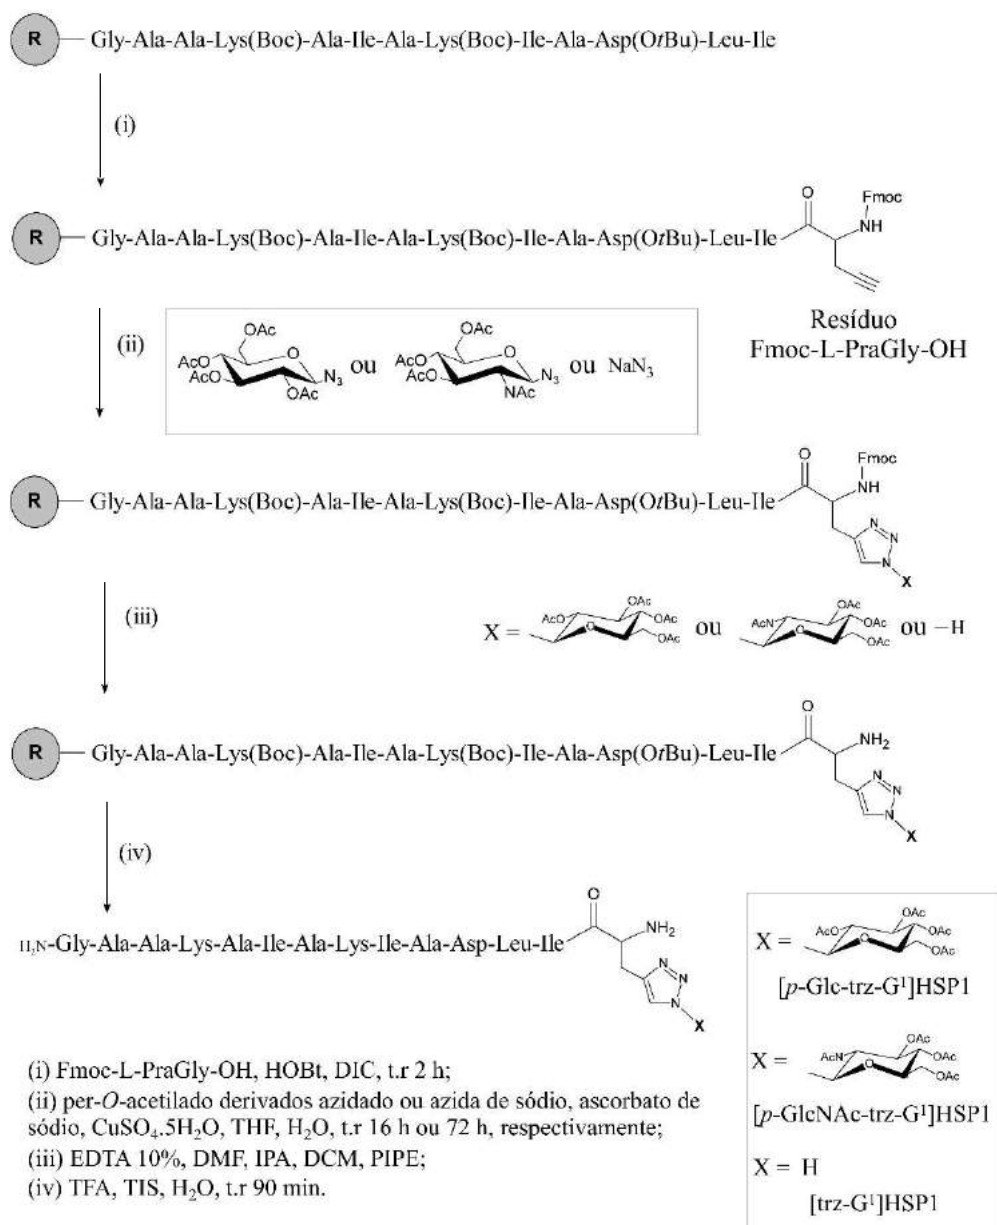 R Gly-Ala-Ala-Lys(Boc)-Ala-Ile-Ala-Lys(Boc)-Ile-Ala-Asp(OtBu)-Leu-Ile
(i)
R Gly-Ala-Ala-Lys(Boc)-Ala-Ile-Ala-Lys(Boc)-Ile-Ala-Asp(OtBu)-Leu-Ile O Fmoc NH
Resíduo
Fmoc-L-PraGly-OH
(ii)
OAc AcO AcO O N₃ OAc ou OAc AcO AcO O N₃ NAc ou NaN₃
R Gly-Ala-Ala-Lys(Boc)-Ala-Ile-Ala-Lys(Boc)-Ile-Ala-Asp(OtBu)-Leu-Ile O Fmoc NH N N N X
(iii)
X = AcO O OAc OAc OAc ou AcN O OAc OAc OAc ou –H
R Gly-Ala-Ala-Lys(Boc)-Ala-Ile-Ala-Lys(Boc)-Ile-Ala-Asp(OtBu)-Leu-Ile O NH₂ N N N X
(iv)
H₂N-Gly-Ala-Ala-Lys-Ala-Ile-Ala-Lys-Ile-Ala-Asp-Leu-Ile O NH₂ N N N X
X = AcO O OAc OAc OAc
[p-Glc-trz-G¹]HSP1
X = AcN O OAc OAc OAc
[p-GlcNAc-trz-G¹]HSP1
X = H
[trz-G¹]HSP1
(i) Fmoc-L-PraGly-OH, HOBt, DIC, t.r 2 h;
(ii) per-O-acetilado derivados azidado ou azida de sódio, ascorbato de
sódio, CuSO₄.5H₂O, THF, H₂O, t.r 16 h ou 72 h, respectivamente;
(iii) EDTA 10%, DMF, IPA, DCM, PIPE;
(iv) TFA, TIS, H₂O, t.r 90 min.